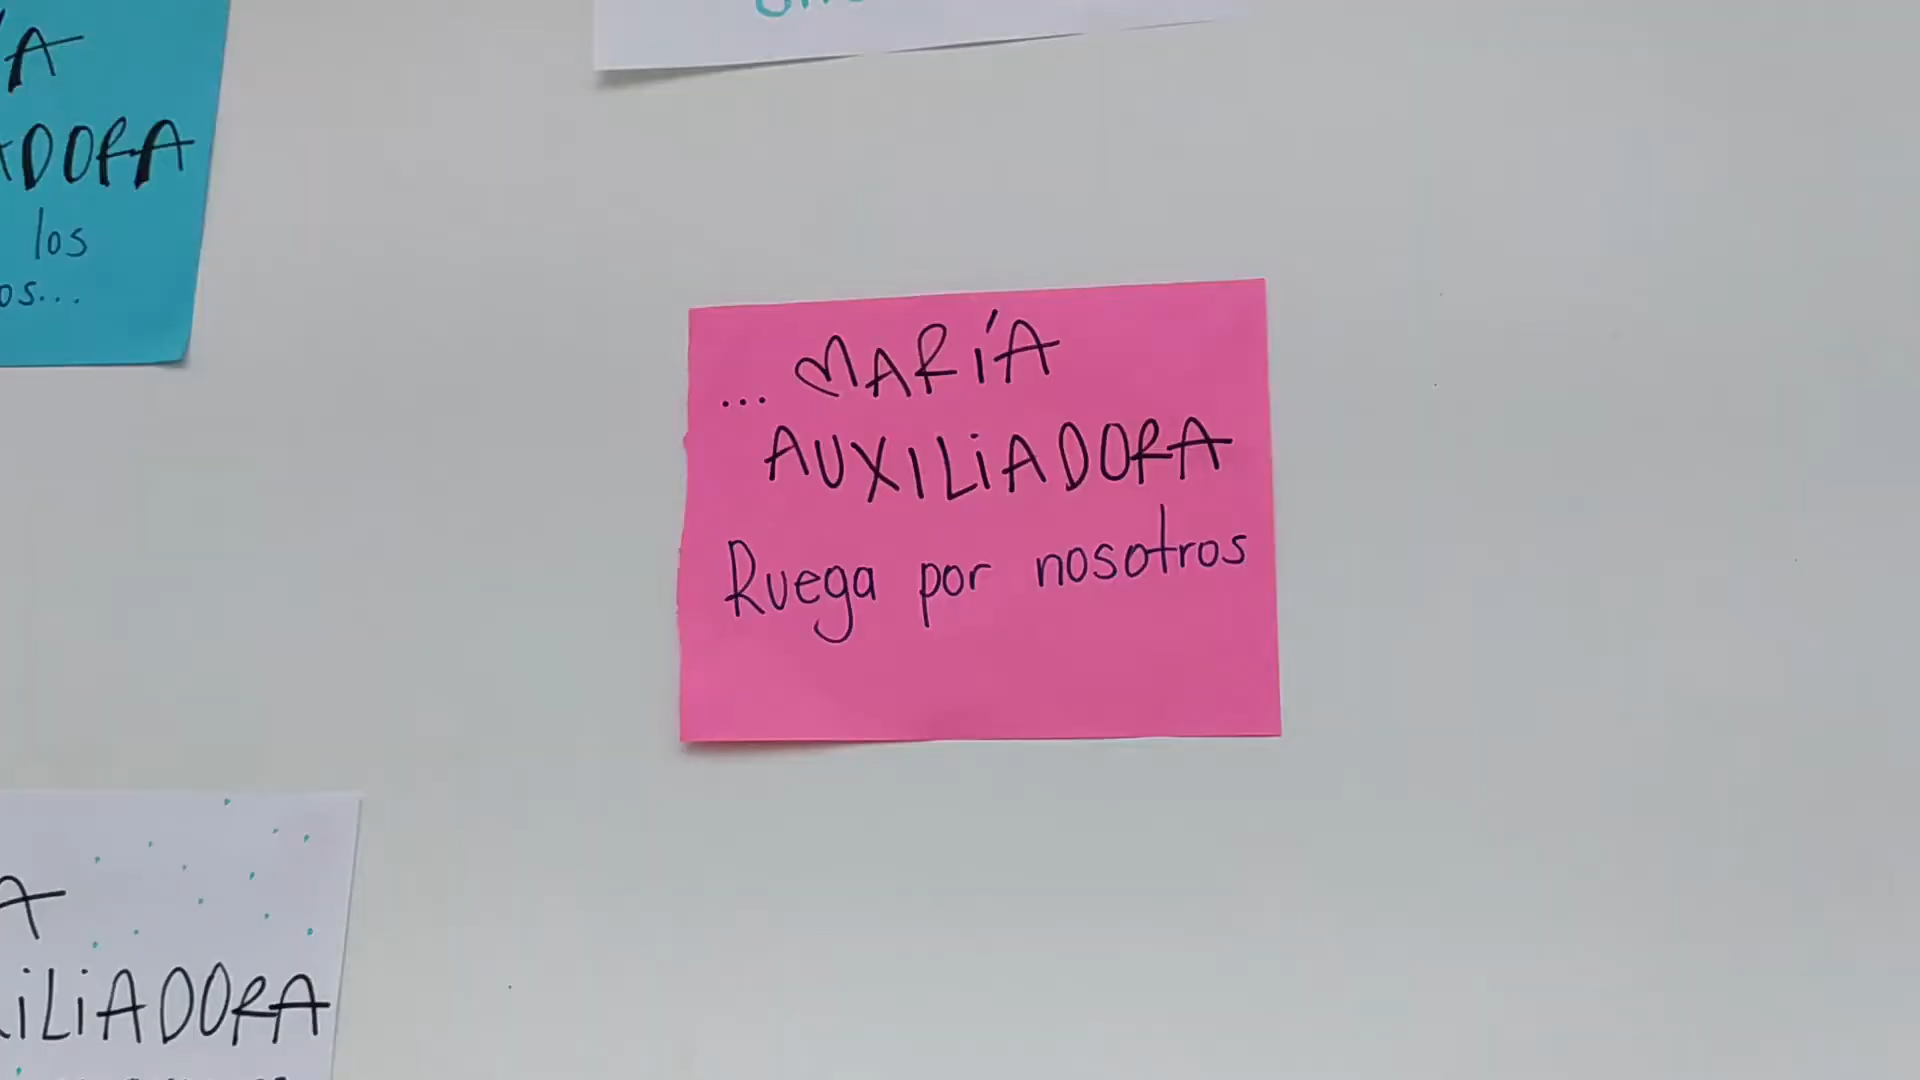 ADORA
los
... MARÍA
AUXILIADORA
Ruega por nosotros
A
iLiADORA